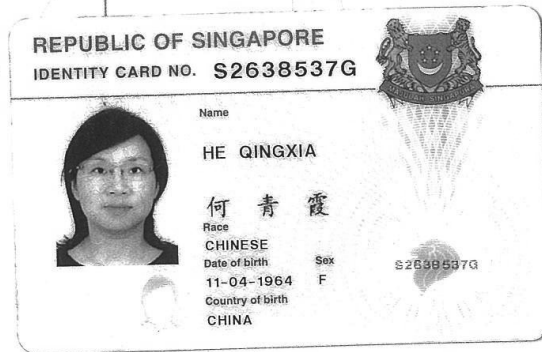 REPUBLIC OF SINGAPORE
IDENTITY CARD NO. S2638537G
Name
HE QINGXIA
何 青 霞
Race
CHINESE
Date of birth Sex
11-04-1964 F
Country of birth
CHINA
S2638537G